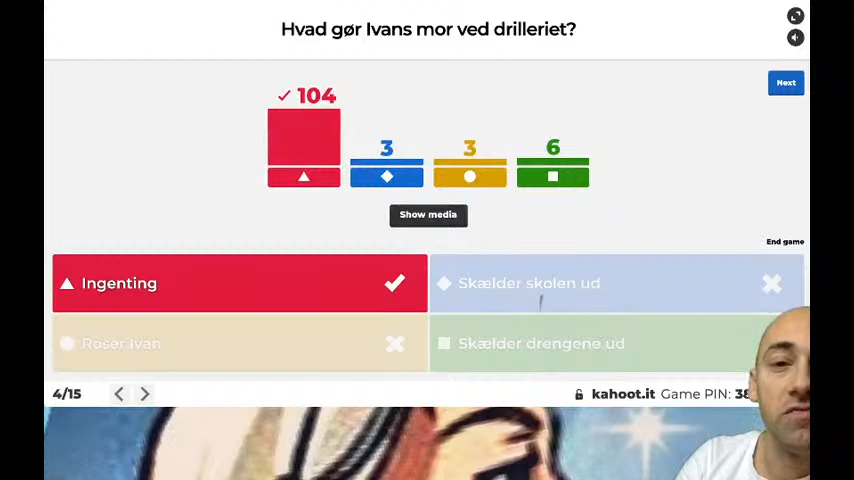 Hvad gør Ivans mor ved drilleriet?
Next
104
3
3
6
Show media
End game
Ingenting
Skælder skolen ud
Roser Ivan
Skælder drengene ud
4/15
kahoot.it Game PIN: 38